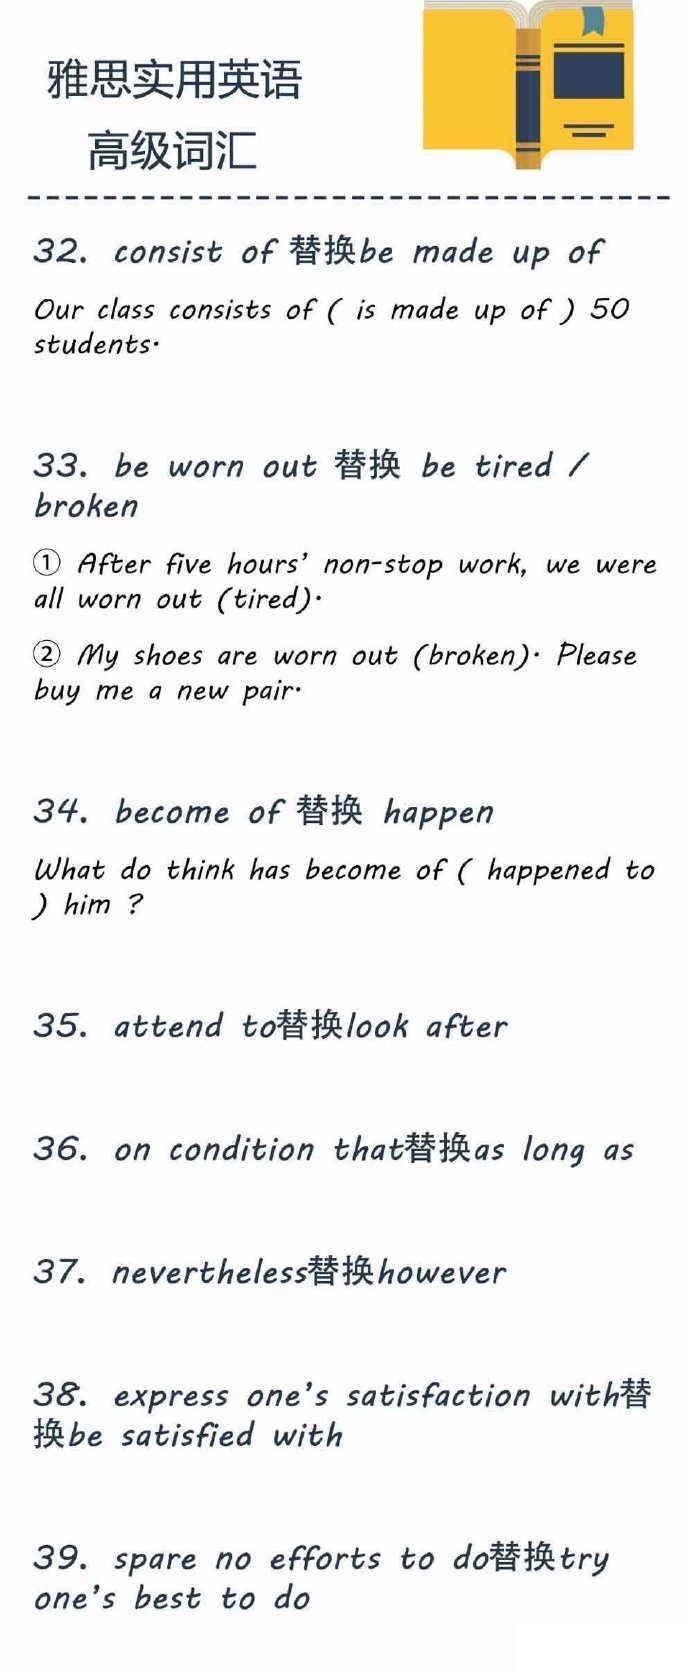 雅思实用英语
高级词汇
32. consist of 替换be made up of
Our class consists of ( is made up of ) 50
students.
33. be worn out 替换 be tired /
broken
① After five hours’ non-stop work, we were
all worn out (tired).
② My shoes are worn out (broken). Please
buy me a new pair.
34. become of 替换 happen
What do think has become of ( happened to
) him ?
35. attend to替换look after
36. on condition that替换as long as
37. nevertheless替换however
38. express one’s satisfaction with替
换be satisfied with
39. spare no efforts to do替换try
one’s best to do